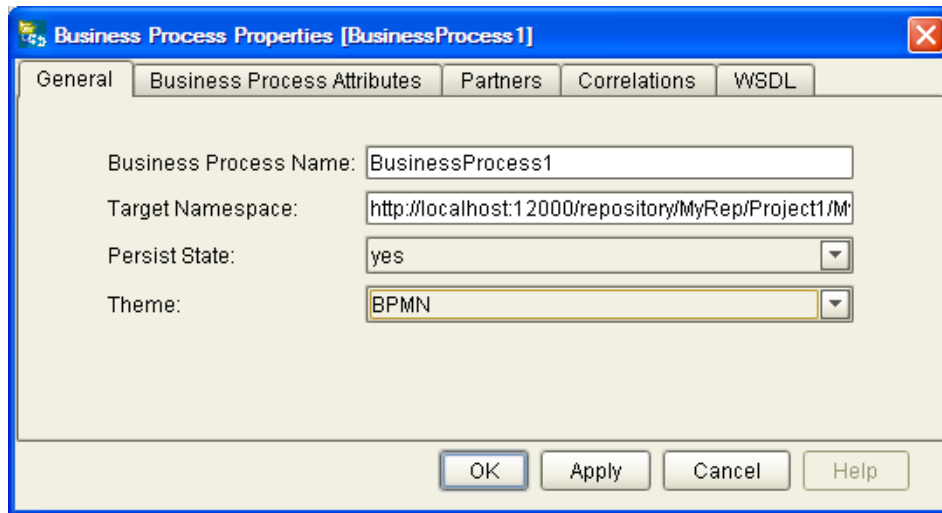 Business Process Properties [BusinessProcess1]
General Business Process Attributes Partners Correlations WSDL
Business Process Name: BusinessProcess1
Target Namespace: http://localhost:12000/repository/MyRep/Project1/M
Persist State: yes
Theme: BPMN
OK Apply Cancel Help